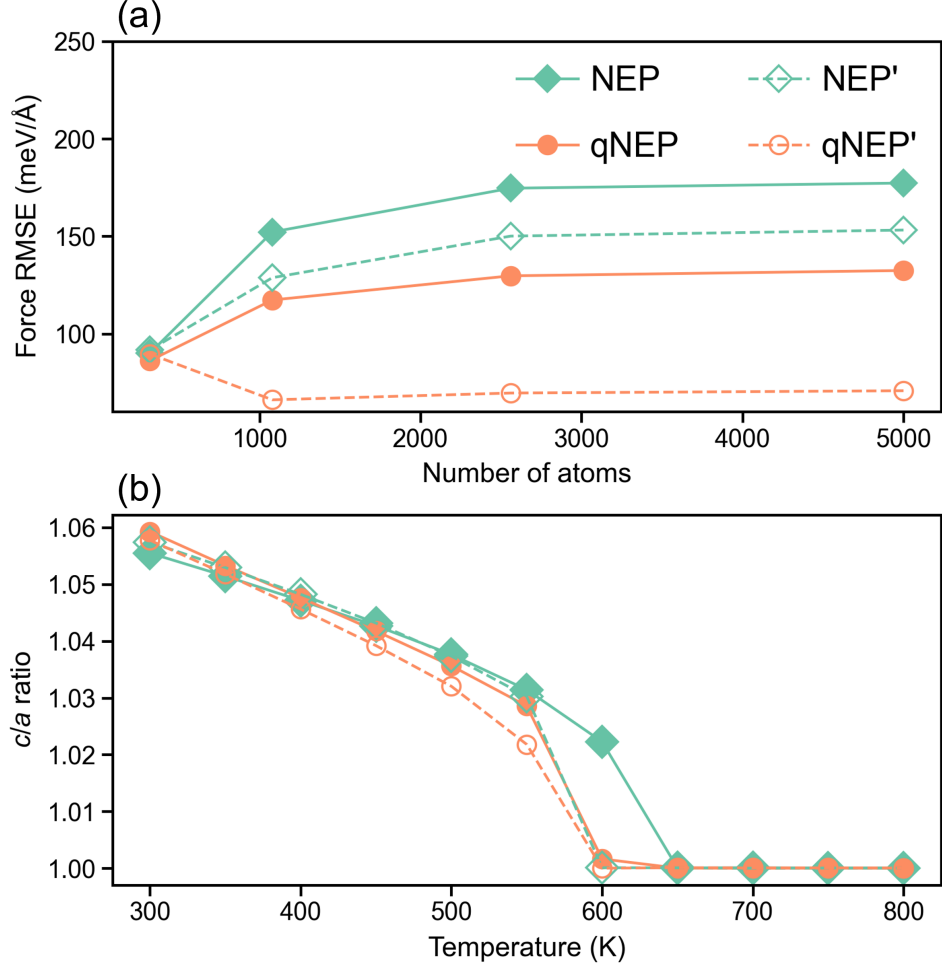 (a)
250
200
150
100
Force RMSE (meV/Å)
NEP NEP'
qNEP qNEP'
1000 2000 3000 4000 5000
Number of atoms
(b)
1.06
1.05
1.04
1.03
1.02
1.01
1.00
c/a ratio
300 400 500 600 700 800
Temperature (K)